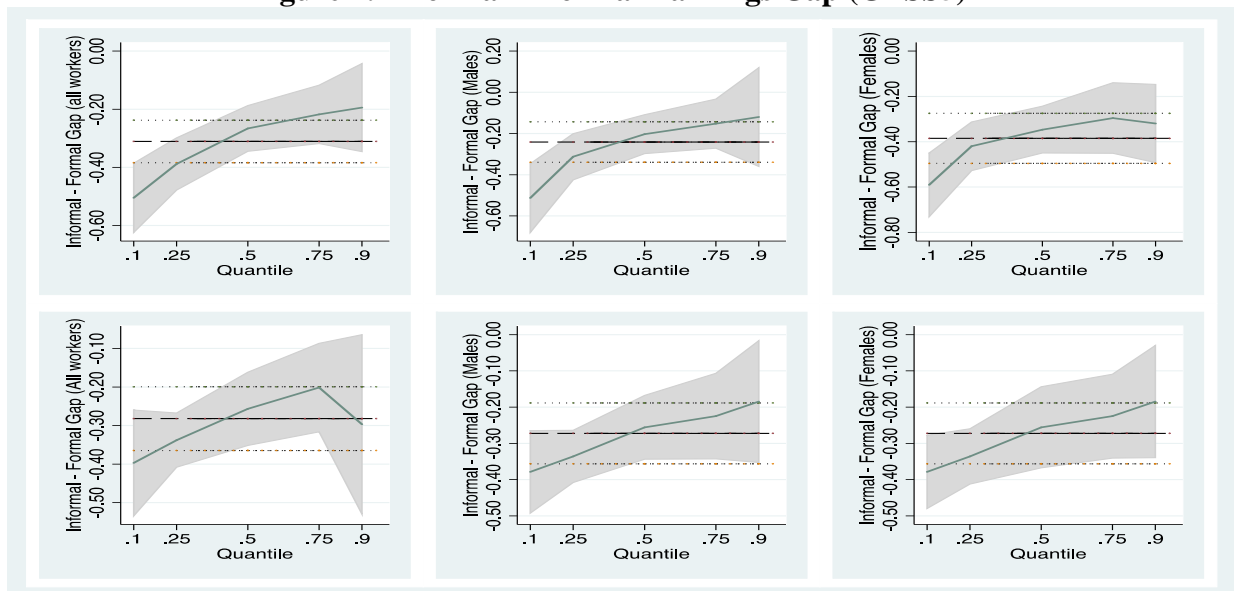 Informal - Formal Gap (all workers)
0.00
-0.20
-0.40
-0.60
.1 .25 .5 .75 .9
Quantile
Informal - Formal Gap (Males)
0.20
0.00
-0.20
-0.40
-0.60
.1 .25 .5 .75 .9
Quantile
Informal - Formal Gap (Females)
0.00
-0.20
-0.40
-0.60
-0.80
.1 .25 .5 .75 .9
Quantile
Informal - Formal Gap (All workers)
-0.10
-0.20
-0.30
-0.40
-0.50
.1 .25 .5 .75 .9
Quantile
Informal - Formal Gap (Males)
0.00
-0.10
-0.20
-0.30
-0.40
-0.50
.1 .25 .5 .75 .9
Quantile
Informal - Formal Gap (Females)
0.00
-0.10
-0.20
-0.30
-0.40
-0.50
.1 .25 .5 .75 .9
Quantile